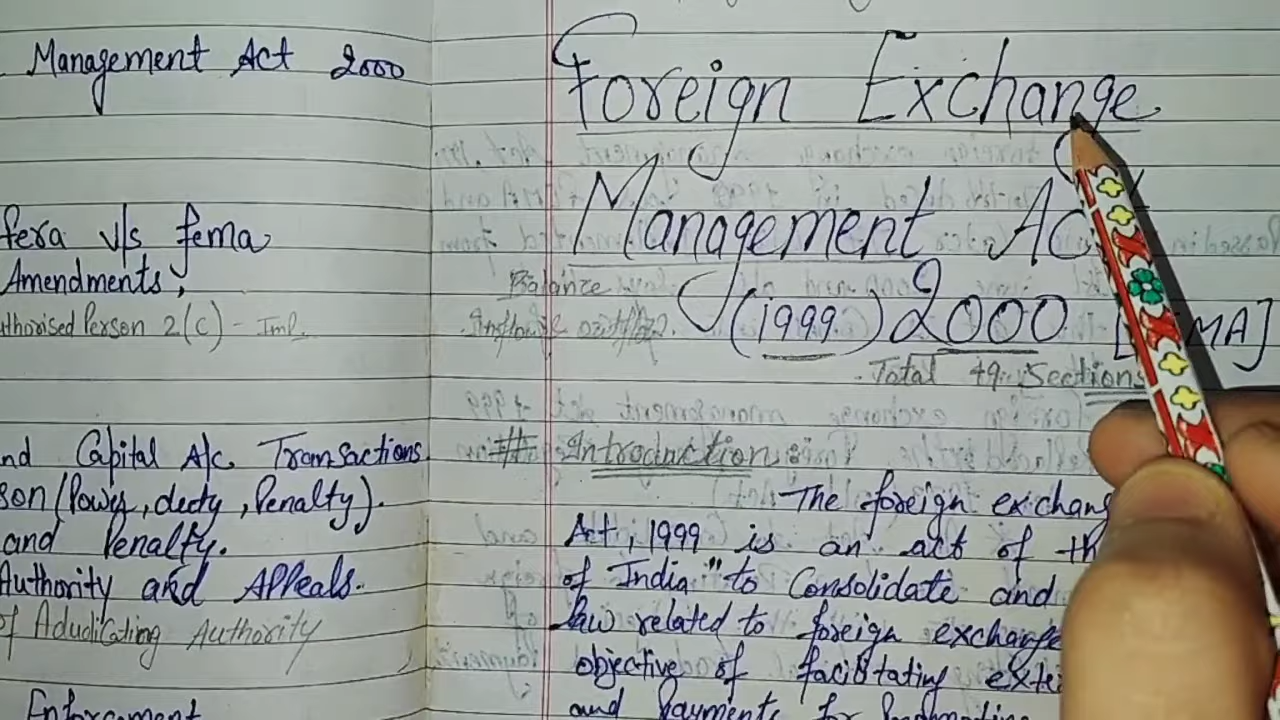 Management Act 2000
fera v/s fema
Amendments,
thorised Person 2(c) - Imp.
nd Capital A/c Transactions
son (Power, deuty, Penalty).
and Penalty.
Authority and Appeals.
of Adudicating Authority
Enforcement
Foreign Exchange
Management Ac
Balance
(1999) 2000 [ MA]
Total 49 Sections
# Introduction :
The foreign exchang
Act, 1999 is an act of th
of India "to Consolidate and
law related to foreign exchange
objective of facilitating exte
and Payments for